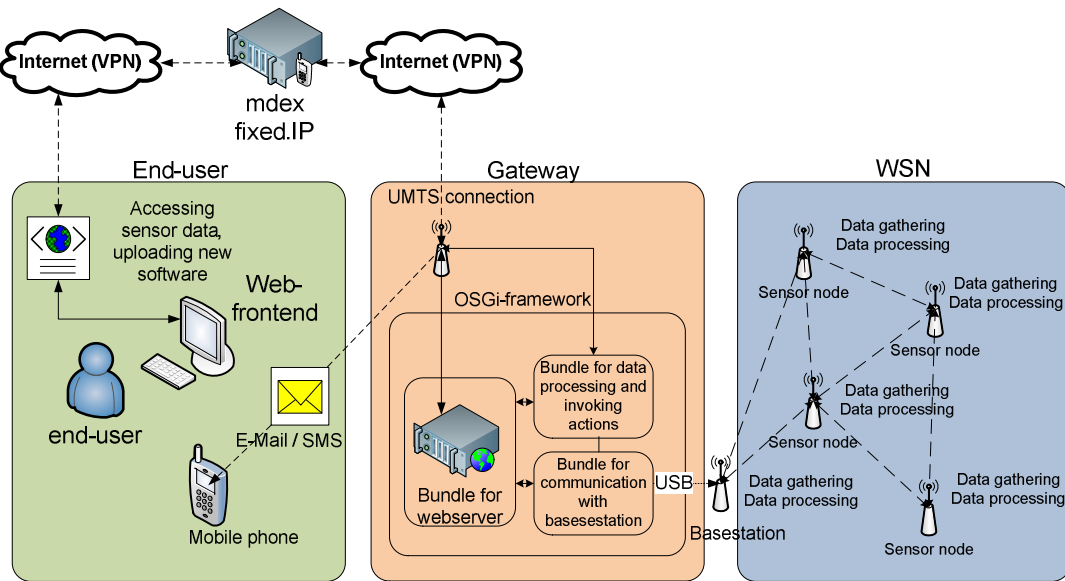 Internet (VPN)
mdex
fixed.IP
Internet (VPN)
End-user
Accessing
sensor data,
uploading new
software
Web-
frontend
end-user
E-Mail / SMS
Mobile phone
Gateway
UMTS connection
OSGi-framework
Bundle for data
processing and
invoking
actions
Bundle for
webserver
Bundle for
communication
with
basesestation
USB
Basestation
WSN
Data gathering
Data processing
Sensor node
Data gathering
Data processing
Sensor node
Data gathering
Data processing
Sensor node
Data gathering
Data processing
Data gathering
Data processing
Sensor node